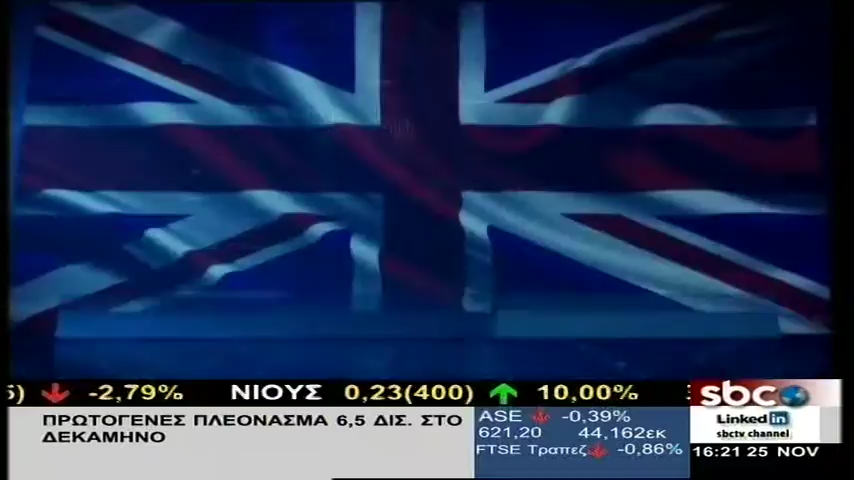 -2,79% ΝΙΟΥΣ 0,23(400) 10,00%
ΠΡΩΤΟΓΕΝΕΣ ΠΛΕΟΝΑΣΜΑ 6,5 ΔΙΣ. ΣΤΟ
ΔΕΚΑΜΗΝΟ
ASE -0,39%
621,20 44,162εκ
FTSE Τραπεζ -0,86%
sbc
Linked in
sbctv channel
16:21 25 NOV